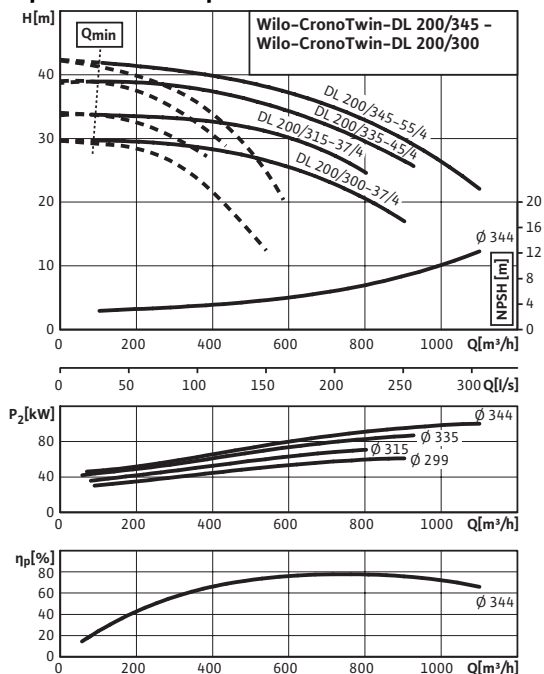 H[m]
Qmin
Wilo-CronoTwin-DL 200/345 –
Wilo-CronoTwin-DL 200/300
40
30
20
10
0
DL 200/345-55/4
DL 200/335-45/4
DL 200/315-37/4
DL 200/300-37/4
20
16
12
8
4
0
NPSH [m]
Ø 344
200 400 600 800 1000 Q[m³/h]
0 50 100 150 200 250 300 Q[l/s]
P₂[kW]
80
40
0
Ø 344
Ø 335
Ø 315
Ø 299
0 200 400 600 800 1000 Q[m³/h]
ηp[%]
80
60
40
20
0
Ø 344
0 200 400 600 800 1000 Q[m³/h]